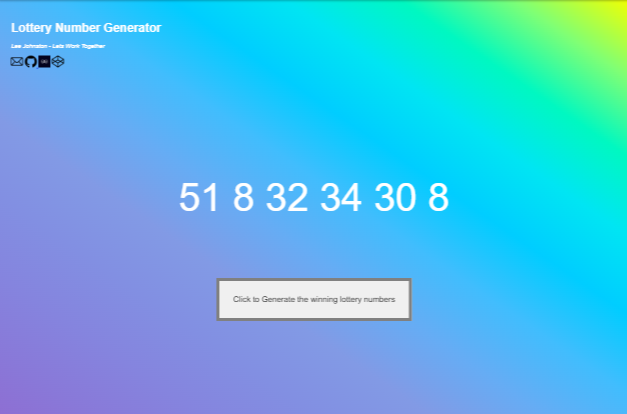 Lottery Number Generator
Lee Johnston - Lets Work Together
51 8 32 34 30 8
Click to Generate the winning lottery numbers